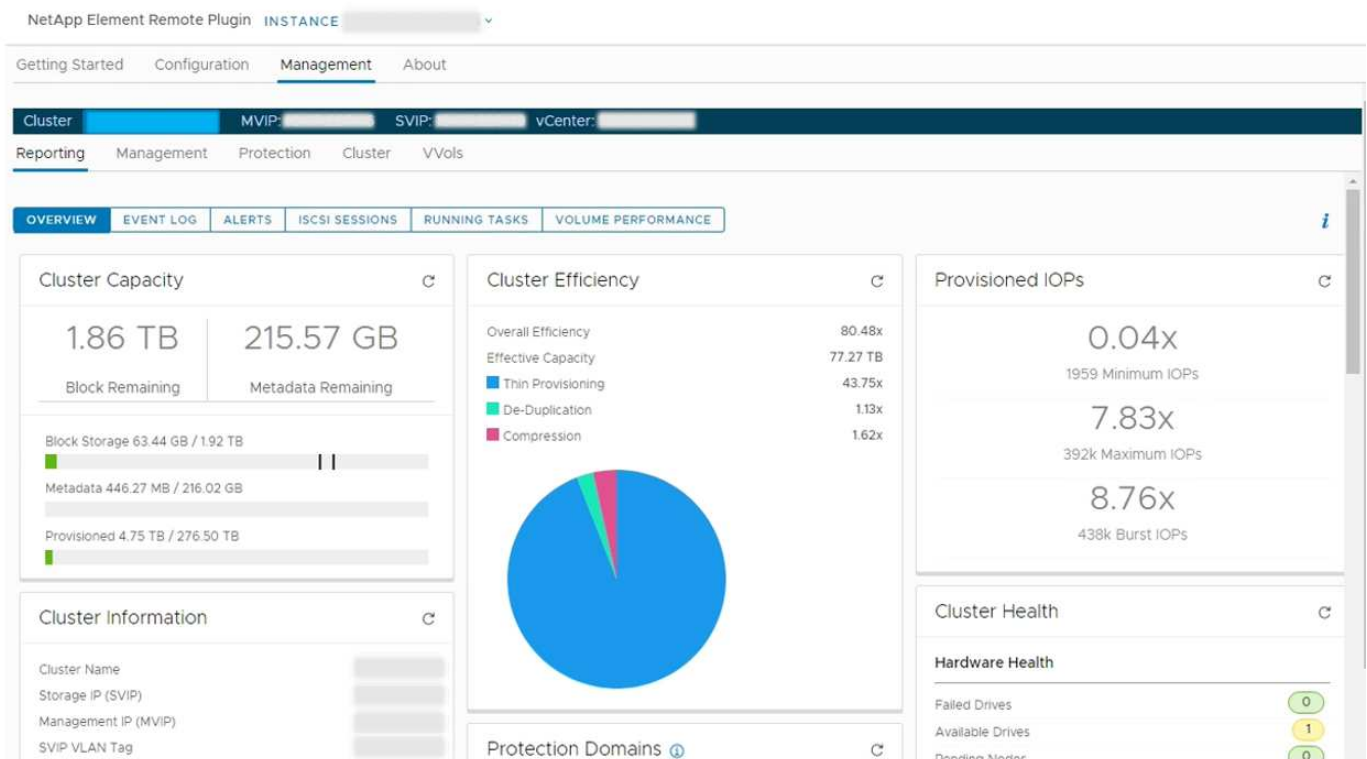 NetApp Element Remote Plugin INSTANCE
Getting Started Configuration Management About
Cluster MVIP: SVIP: vCenter:
Reporting Management Protection Cluster VVols
OVERVIEW EVENT LOG ALERTS ISCSI SESSIONS RUNNING TASKS VOLUME PERFORMANCE i
Cluster Capacity
1.86 TB 215.57 GB
Block Remaining Metadata Remaining
Block Storage 63.44 GB / 1.92 TB
Metadata 446.27 MB / 216.02 GB
Provisioned 4.75 TB / 276.50 TB
Cluster Information
Cluster Name
Storage IP (SVIP)
Management IP (MVIP)
SVIP VLAN Tag
Cluster Efficiency
Overall Efficiency 80.48x
Effective Capacity 77.27 TB
Thin Provisioning 43.75x
De-Duplication 1.13x
Compression 1.62x
Protection Domains
Provisioned IOPs
0.04x
1959 Minimum IOPs
7.83x
392k Maximum IOPs
8.76x
438k Burst IOPs
Cluster Health
Hardware Health
Failed Drives 0
Available Drives 1
Pending Nodes 0